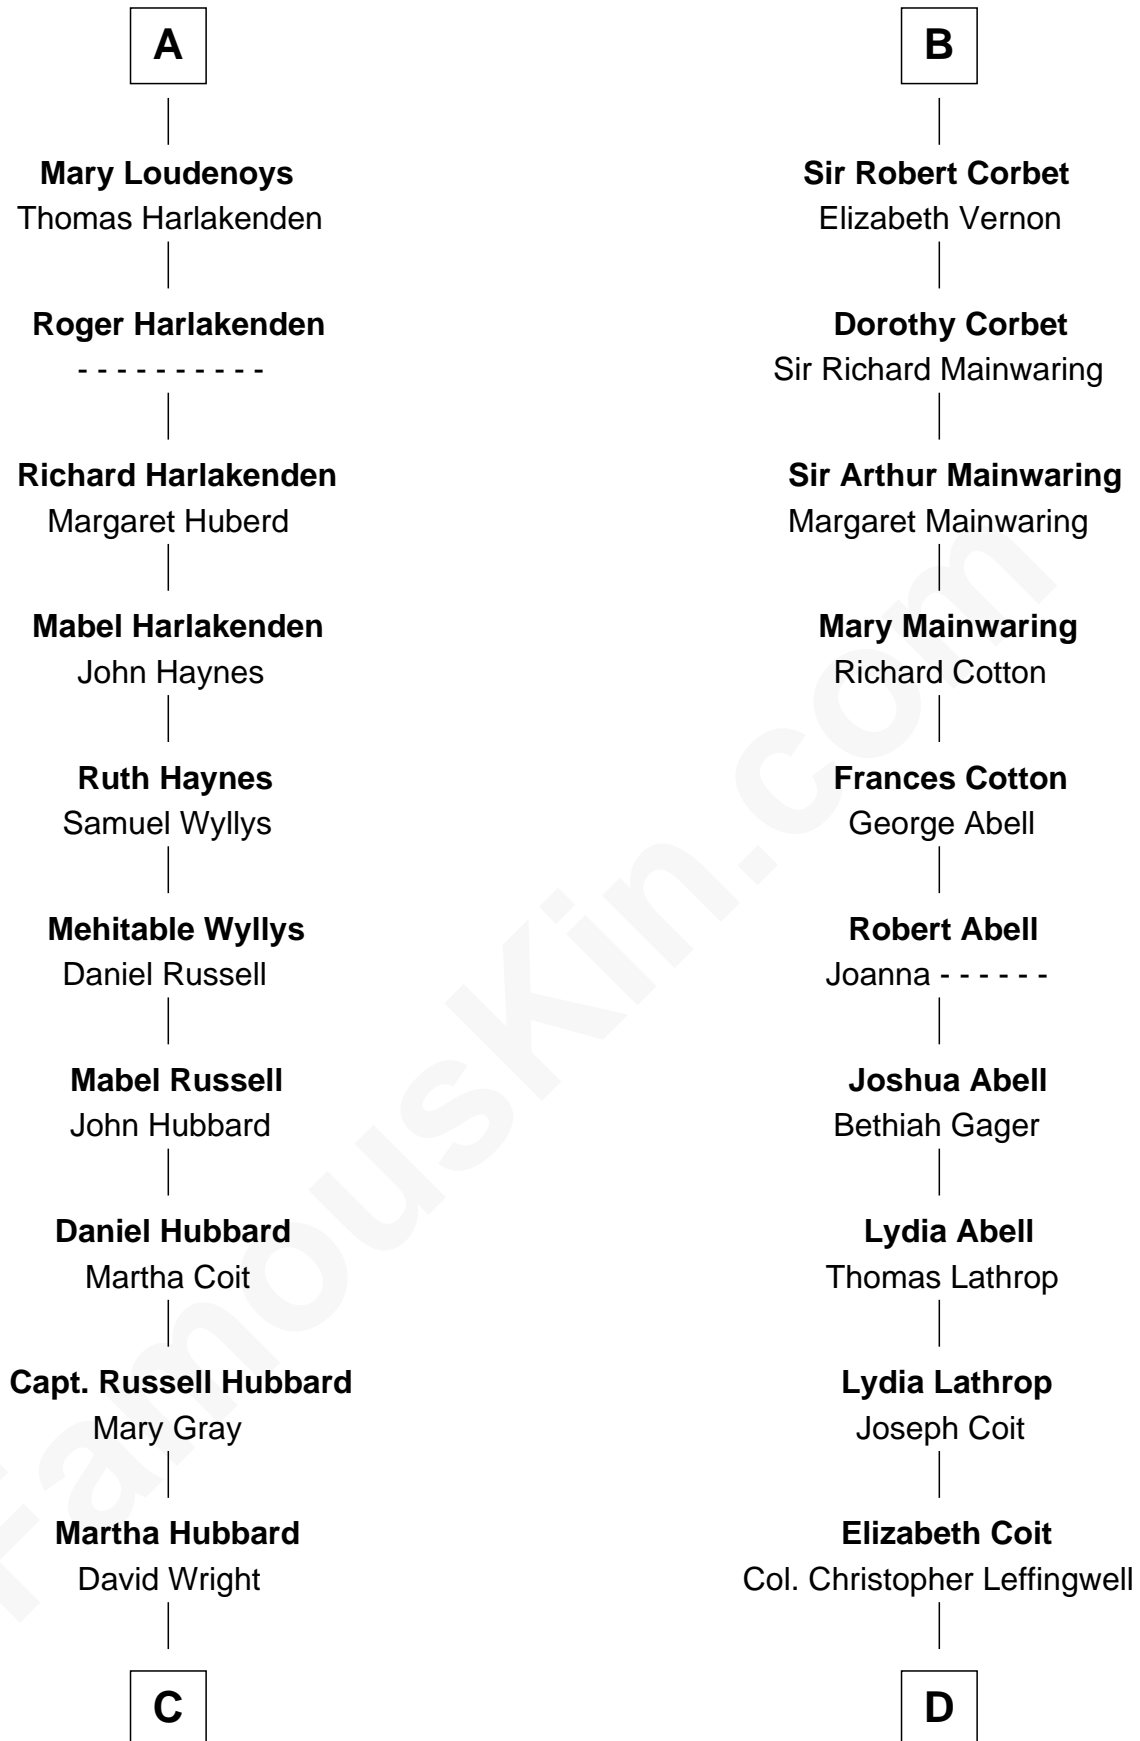 A
Mary Loudenoys
Thomas Harlakenden
Roger Harlakenden
- - - - - - - - - -
Richard Harlakenden
Margaret Huberd
Mabel Harlakenden
John Haynes
Ruth Haynes
Samuel Wyllys
Mehitable Wyllys
Daniel Russell
Mabel Russell
John Hubbard
Daniel Hubbard
Martha Coit
Capt. Russell Hubbard
Mary Gray
Martha Hubbard
David Wright
C
B
Sir Robert Corbet
Elizabeth Vernon
Dorothy Corbet
Sir Richard Mainwaring
Sir Arthur Mainwaring
Margaret Mainwaring
Mary Mainwaring
Richard Cotton
Frances Cotton
George Abell
Robert Abell
Joanna - - - - - -
Joshua Abell
Bethiah Gager
Lydia Abell
Thomas Lathrop
Lydia Lathrop
Joseph Coit
Elizabeth Coit
Col. Christopher Leffingwell
D
FamousKin.com